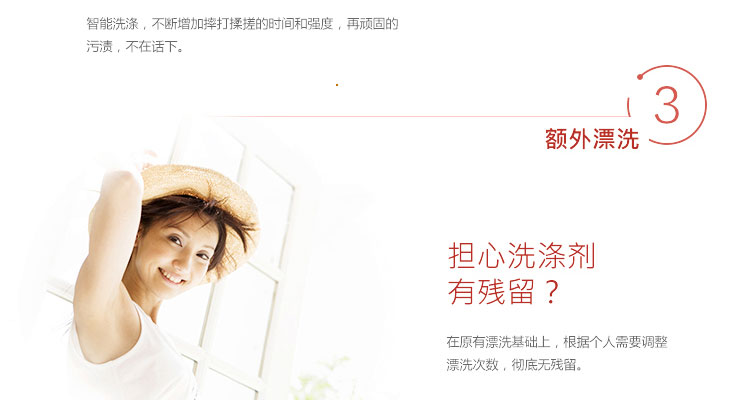 智能洗涤，不断增加摔打揉搓的时间和强度，再顽固的
污渍，不在话下。
3
额外漂洗
担心洗涤剂
有残留？
在原有漂洗基础上，根据个人需要调整
漂洗次数，彻底无残留。